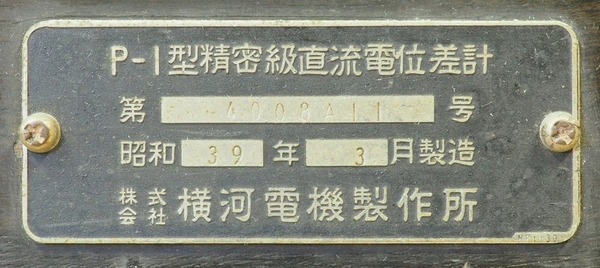 P-1型精密級直流電位差計
第 4908A11 号
昭和 39 年 3 月製造
株式会社 横河電機製作所